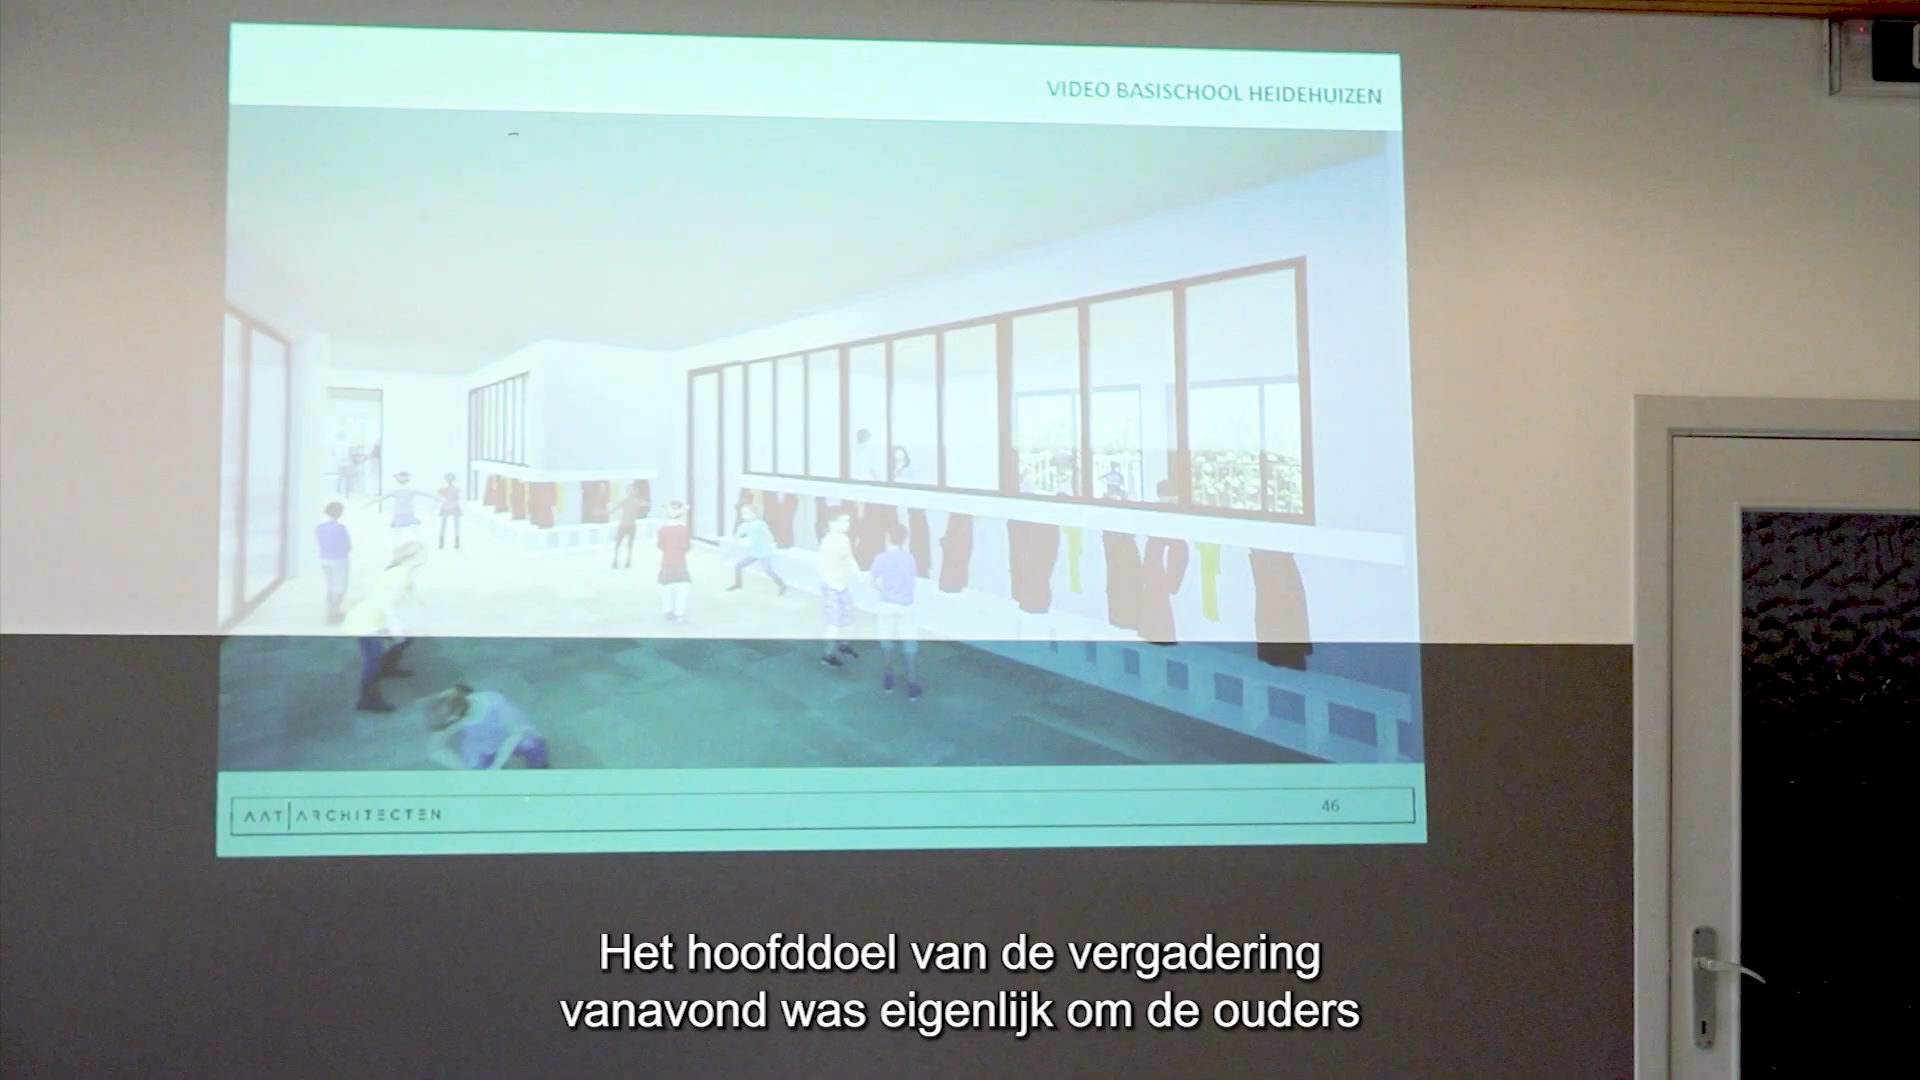 VIDEO BASISCHOOL HEIDEHUIZEN
AAT|ARCHITECTEN
46
Het hoofddoel van de vergadering
vanavond was eigenlijk om de ouders